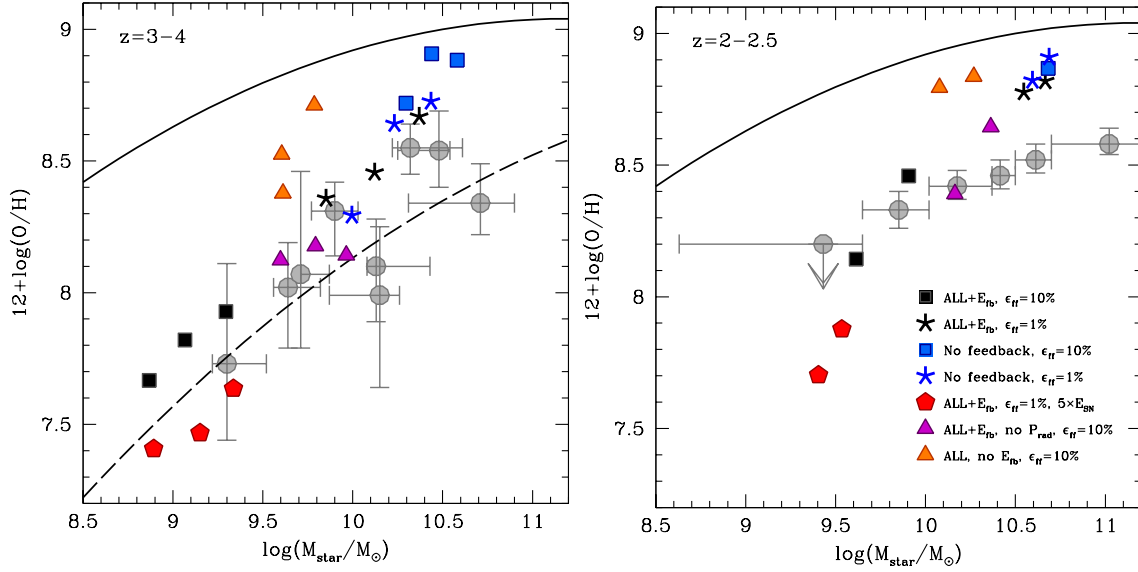 z=3−4
12+log(O/H)
9
8.5
8
7.5
8.5 9 9.5 10 10.5 11
log(M_star/M_⊙)
z=2−2.5
12+log(O/H)
9
8.5
8
7.5
8.5 9 9.5 10 10.5 11
log(M_star/M_⊙)
ALL+E_fb, ϵ_ff=10%
ALL+E_fb, ϵ_ff=1%
No feedback, ϵ_ff=10%
No feedback, ϵ_ff=1%
ALL+E_fb, ϵ_ff=1%, 5×E_SN
ALL+E_fb, no P_rad, ϵ_ff=10%
ALL, no E_fb, ϵ_ff=10%